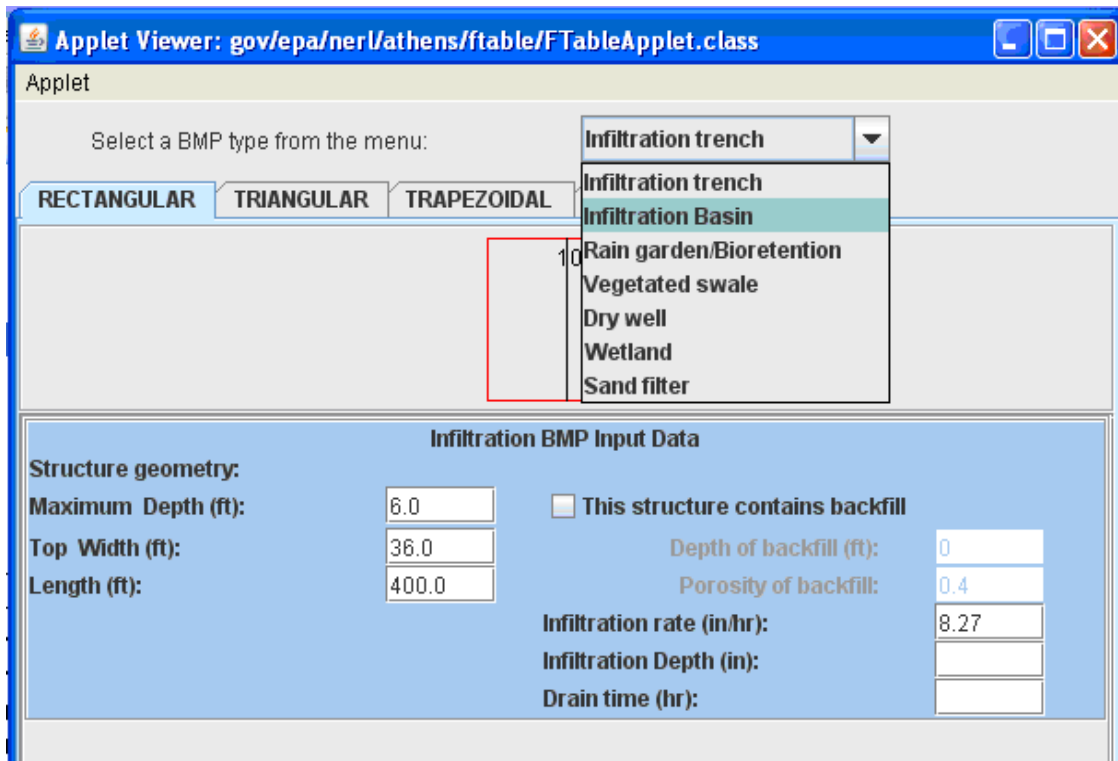 Applet Viewer: gov/epa/nerl/athens/ftable/FTableApplet.class
Applet
Select a BMP type from the menu: Infiltration trench
Infiltration trench
RECTANGULAR TRIANGULAR TRAPEZOIDAL
Infiltration Basin
10
Rain garden/Bioretention
Vegetated swale
Dry well
Wetland
Sand filter
Infiltration BMP Input Data
Structure geometry:
Maximum Depth (ft): 6.0 This structure contains backfill
Top Width (ft): 36.0 Depth of backfill (ft): 0
Length (ft): 400.0 Porosity of backfill: 0.4
Infiltration rate (in/hr): 8.27
Infiltration Depth (in):
Drain time (hr):